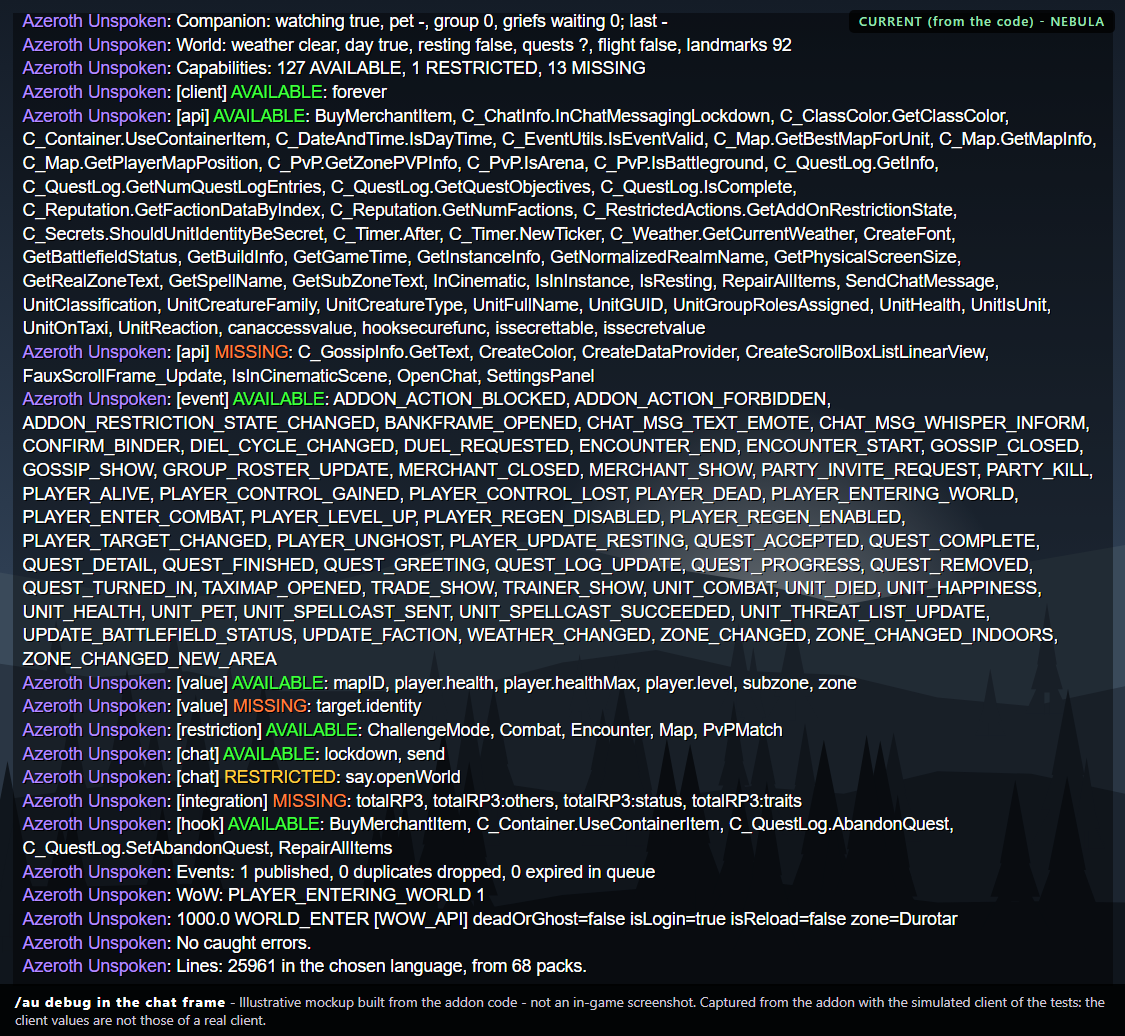 Azeroth Unspoken: Companion: watching true, pet -, group 0, griefs waiting 0; last -
CURRENT (from the code) - NEBULA
Azeroth Unspoken: World: weather clear, day true, resting false, quests ?, flight false, landmarks 92
Azeroth Unspoken: Capabilities: 127 AVAILABLE, 1 RESTRICTED, 13 MISSING
Azeroth Unspoken: [client] AVAILABLE: forever
Azeroth Unspoken: [api] AVAILABLE: BuyMerchantItem, C_ChatInfo.InChatMessagingLockdown, C_ClassColor.GetClassColor,
C_Container.UseContainerItem, C_DateAndTime.IsDayTime, C_EventUtils.IsEventValid, C_Map.GetBestMapForUnit, C_Map.GetMapInfo,
C_Map.GetPlayerMapPosition, C_PvP.GetZonePVPInfo, C_PvP.IsArena, C_PvP.IsBattleground, C_QuestLog.GetInfo,
C_QuestLog.GetNumQuestLogEntries, C_QuestLog.GetQuestObjectives, C_QuestLog.IsComplete,
C_Reputation.GetFactionDataByIndex, C_Reputation.GetNumFactions, C_RestrictedActions.GetAddOnRestrictionState,
C_Secrets.ShouldUnitIdentityBeSecret, C_Timer.After, C_Timer.NewTicker, C_Weather.GetCurrentWeather, CreateFont,
GetBattlefieldStatus, GetBuildInfo, GetGameTime, GetInstanceInfo, GetNormalizedRealmName, GetPhysicalScreenSize,
GetRealZoneText, GetSpellName, GetSubZoneText, InCinematic, IsInInstance, IsResting, RepairAllItems, SendChatMessage,
UnitClassification, UnitCreatureFamily, UnitCreatureType, UnitFullName, UnitGUID, UnitGroupRolesAssigned, UnitHealth, UnitIsUnit,
UnitOnTaxi, UnitReaction, canaccessvalue, hooksecurefunc, issecrettable, issecretvalue
Azeroth Unspoken: [api] MISSING: C_GossipInfo.GetText, CreateColor, CreateDataProvider, CreateScrollBoxListLinearView,
FauxScrollFrame_Update, IsInCinematicScene, OpenChat, SettingsPanel
Azeroth Unspoken: [event] AVAILABLE: ADDON_ACTION_BLOCKED, ADDON_ACTION_FORBIDDEN,
ADDON_RESTRICTION_STATE_CHANGED, BANKFRAME_OPENED, CHAT_MSG_TEXT_EMOTE, CHAT_MSG_WHISPER_INFORM,
CONFIRM_BINDER, DIEL_CYCLE_CHANGED, DUEL_REQUESTED, ENCOUNTER_END, ENCOUNTER_START, GOSSIP_CLOSED,
GOSSIP_SHOW, GROUP_ROSTER_UPDATE, MERCHANT_CLOSED, MERCHANT_SHOW, PARTY_INVITE_REQUEST, PARTY_KILL,
PLAYER_ALIVE, PLAYER_CONTROL_GAINED, PLAYER_CONTROL_LOST, PLAYER_DEAD, PLAYER_ENTERING_WORLD,
PLAYER_ENTER_COMBAT, PLAYER_LEVEL_UP, PLAYER_REGEN_DISABLED, PLAYER_REGEN_ENABLED,
PLAYER_TARGET_CHANGED, PLAYER_UNGHOST, PLAYER_UPDATE_RESTING, QUEST_ACCEPTED, QUEST_COMPLETE,
QUEST_DETAIL, QUEST_FINISHED, QUEST_GREETING, QUEST_LOG_UPDATE, QUEST_PROGRESS, QUEST_REMOVED,
QUEST_TURNED_IN, TAXIMAP_OPENED, TRADE_SHOW, TRAINER_SHOW, UNIT_COMBAT, UNIT_DIED, UNIT_HAPPINESS,
UNIT_HEALTH, UNIT_PET, UNIT_SPELLCAST_SENT, UNIT_SPELLCAST_SUCCEEDED, UNIT_THREAT_LIST_UPDATE,
UPDATE_BATTLEFIELD_STATUS, UPDATE_FACTION, WEATHER_CHANGED, ZONE_CHANGED, ZONE_CHANGED_INDOORS,
ZONE_CHANGED_NEW_AREA
Azeroth Unspoken: [value] AVAILABLE: mapID, player.health, player.healthMax, player.level, subzone, zone
Azeroth Unspoken: [value] MISSING: target.identity
Azeroth Unspoken: [restriction] AVAILABLE: ChallengeMode, Combat, Encounter, Map, PvPMatch
Azeroth Unspoken: [chat] AVAILABLE: lockdown, send
Azeroth Unspoken: [chat] RESTRICTED: say.openWorld
Azeroth Unspoken: [integration] MISSING: totalRP3, totalRP3:others, totalRP3:status, totalRP3:traits
Azeroth Unspoken: [hook] AVAILABLE: BuyMerchantItem, C_Container.UseContainerItem, C_QuestLog.AbandonQuest,
C_QuestLog.SetAbandonQuest, RepairAllItems
Azeroth Unspoken: Events: 1 published, 0 duplicates dropped, 0 expired in queue
Azeroth Unspoken: WoW: PLAYER_ENTERING_WORLD 1
Azeroth Unspoken: 1000.0 WORLD_ENTER [WOW_API] deadOrGhost=false isLogin=true isReload=false zone=Durotar
Azeroth Unspoken: No caught errors.
Azeroth Unspoken: Lines: 25961 in the chosen language, from 68 packs.
/au debug in the chat frame - Illustrative mockup built from the addon code - not an in-game screenshot. Captured from the addon with the simulated client of the tests: the
client values are not those of a real client.